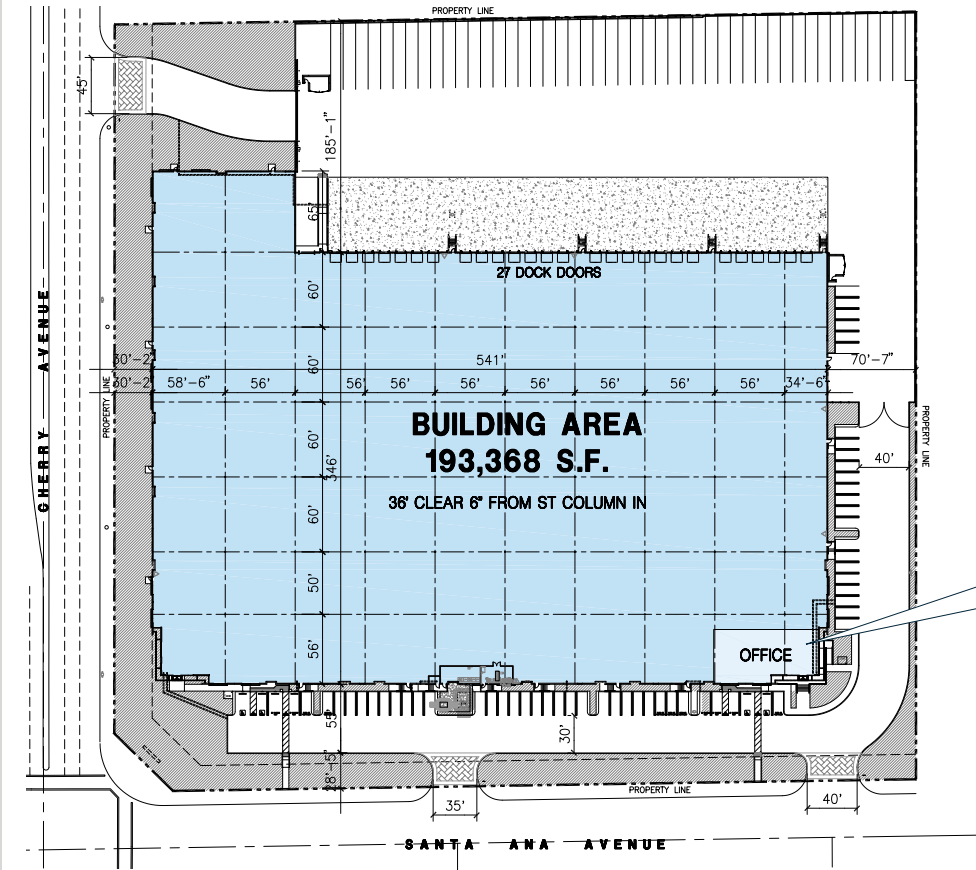 PROPERTY LINE
45'
185'-1"
65'
27 DOCK DOORS
60'
30'-2"
541'
70'-7"
60'
30'-2"
58'-6"
56'
56'
56'
56'
56'
56'
56'
56'
34'-6"
PROPERTY LINE
PROPERTY LINE
CHERRY AVENUE
BUILDING AREA
193,368 S.F.
60'
346'
40'
36' CLEAR 6" FROM ST COLUMN IN
60'
50'
56'
OFFICE
55'
30'
28'-5"
PROPERTY LINE
35'
40'
SANTA ANA AVENUE